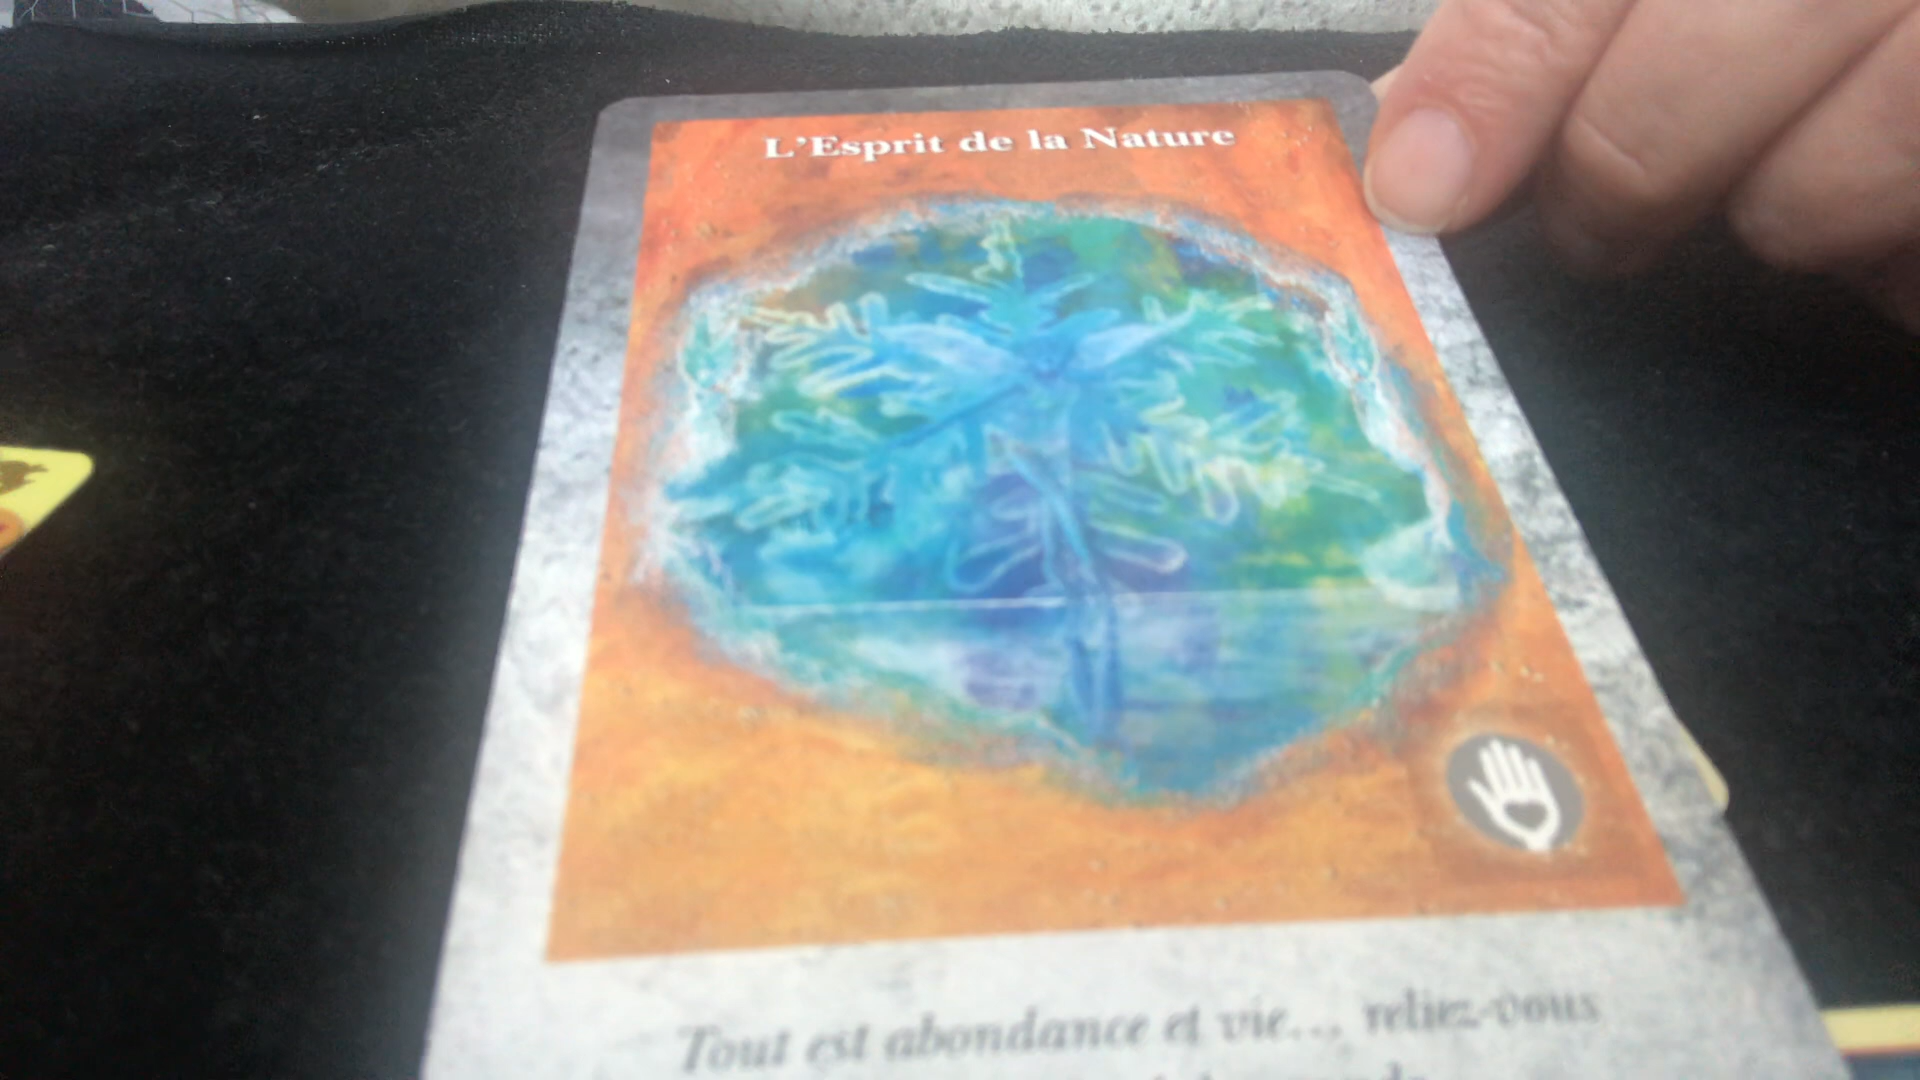 L'Esprit de la Nature
Tout est abondance et vie... reliez-vous